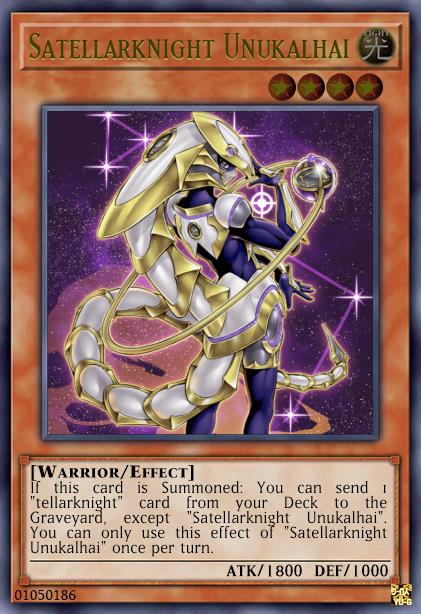 SATELLARKNIGHT UNUKALHAI
LIGHT
光
[WARRIOR/EFFECT]
If this card is Summoned: You can send 1
"tellarknight" card from your Deck to the
Graveyard, except "Satellarknight Unukalhai".
You can only use this effect of "Satellarknight
Unukalhai" once per turn.
ATK/1800 DEF/1000
01050186